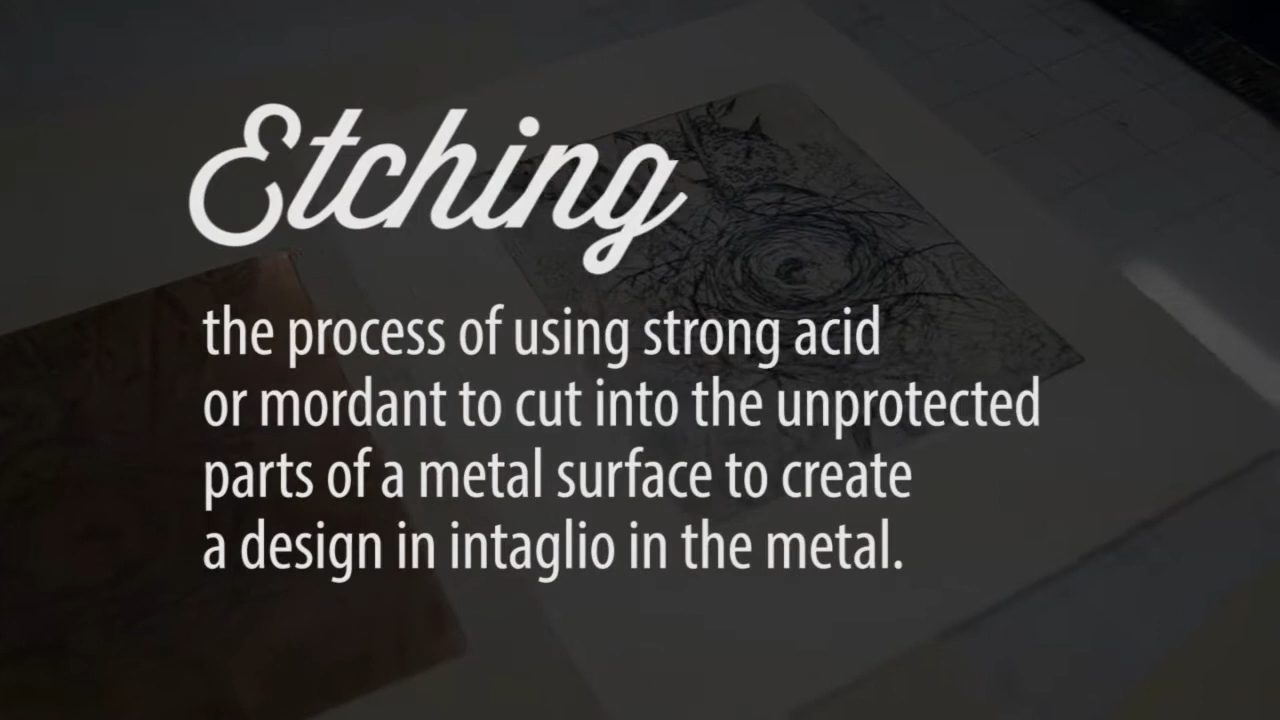 Etching
the process of using strong acid
or mordant to cut into the unprotected
parts of a metal surface to create
a design in intaglio in the metal.